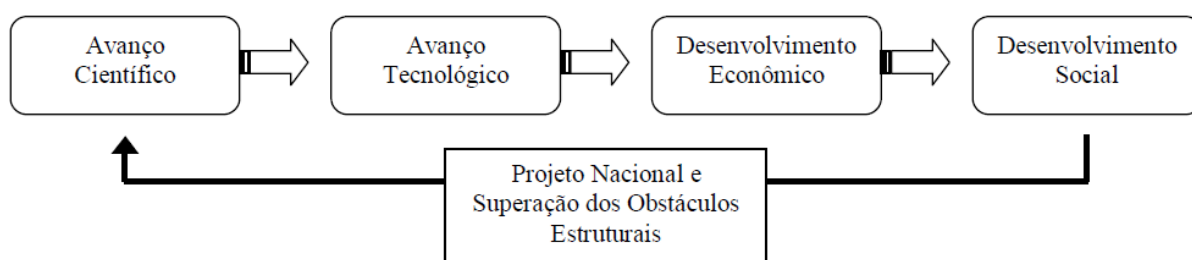 Avanço
Científico
Avanço
Tecnológico
Desenvolvimento
Econômico
Desenvolvimento
Social
Projeto Nacional e
Superação dos Obstáculos
Estruturais